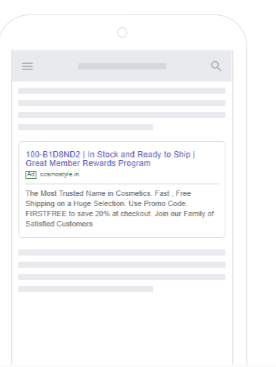 100-B1D8ND2 | In Stock and Ready to Ship |
Great Member Rewards Program
Ad cosmostyle.in
The Most Trusted Name in Cosmetics. Fast . Free
Shipping on a Huge Selection. Use Promo Code
FIRSTFREE to save 20% at checkout. Join our Family of
Satisfied Customers